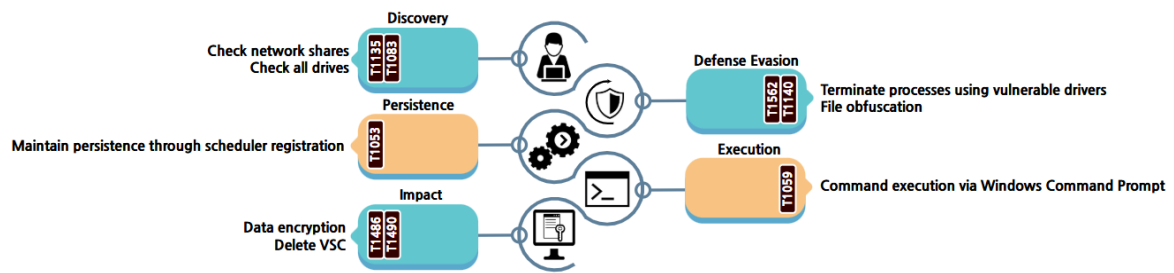 Discovery
Check network shares
Check all drives
T1135
T1083
Defense Evasion
T1562
T1140
Terminate processes using vulnerable drivers
File obfuscation
Persistence
Maintain persistence through scheduler registration
T1053
Execution
T1059
Command execution via Windows Command Prompt
Impact
Data encryption
Delete VSC
T1486
T1490